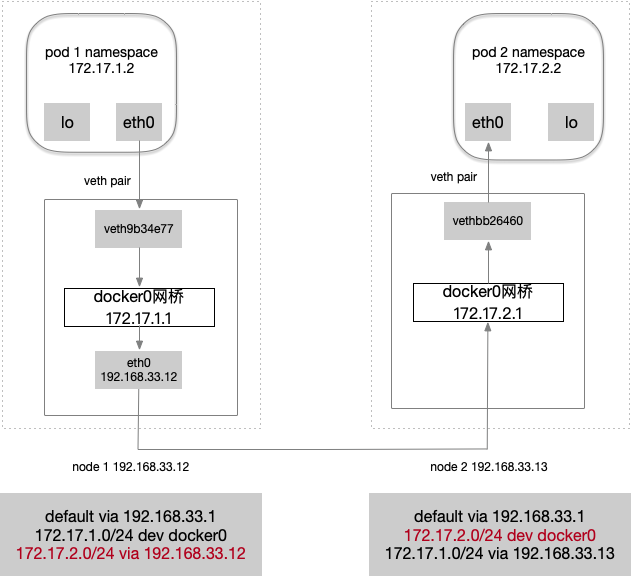 pod 1 namespace
172.17.1.2
lo
eth0
veth pair
veth9b34e77
docker0网桥
172.17.1.1
eth0
192.168.33.12
node 1 192.168.33.12
default via 192.168.33.1
172.17.1.0/24 dev docker0
172.17.2.0/24 via 192.168.33.12
pod 2 namespace
172.17.2.2
eth0
lo
veth pair
vethbb26460
docker0网桥
172.17.2.1
node 2 192.168.33.13
default via 192.168.33.1
172.17.2.0/24 dev docker0
172.17.1.0/24 via 192.168.33.13